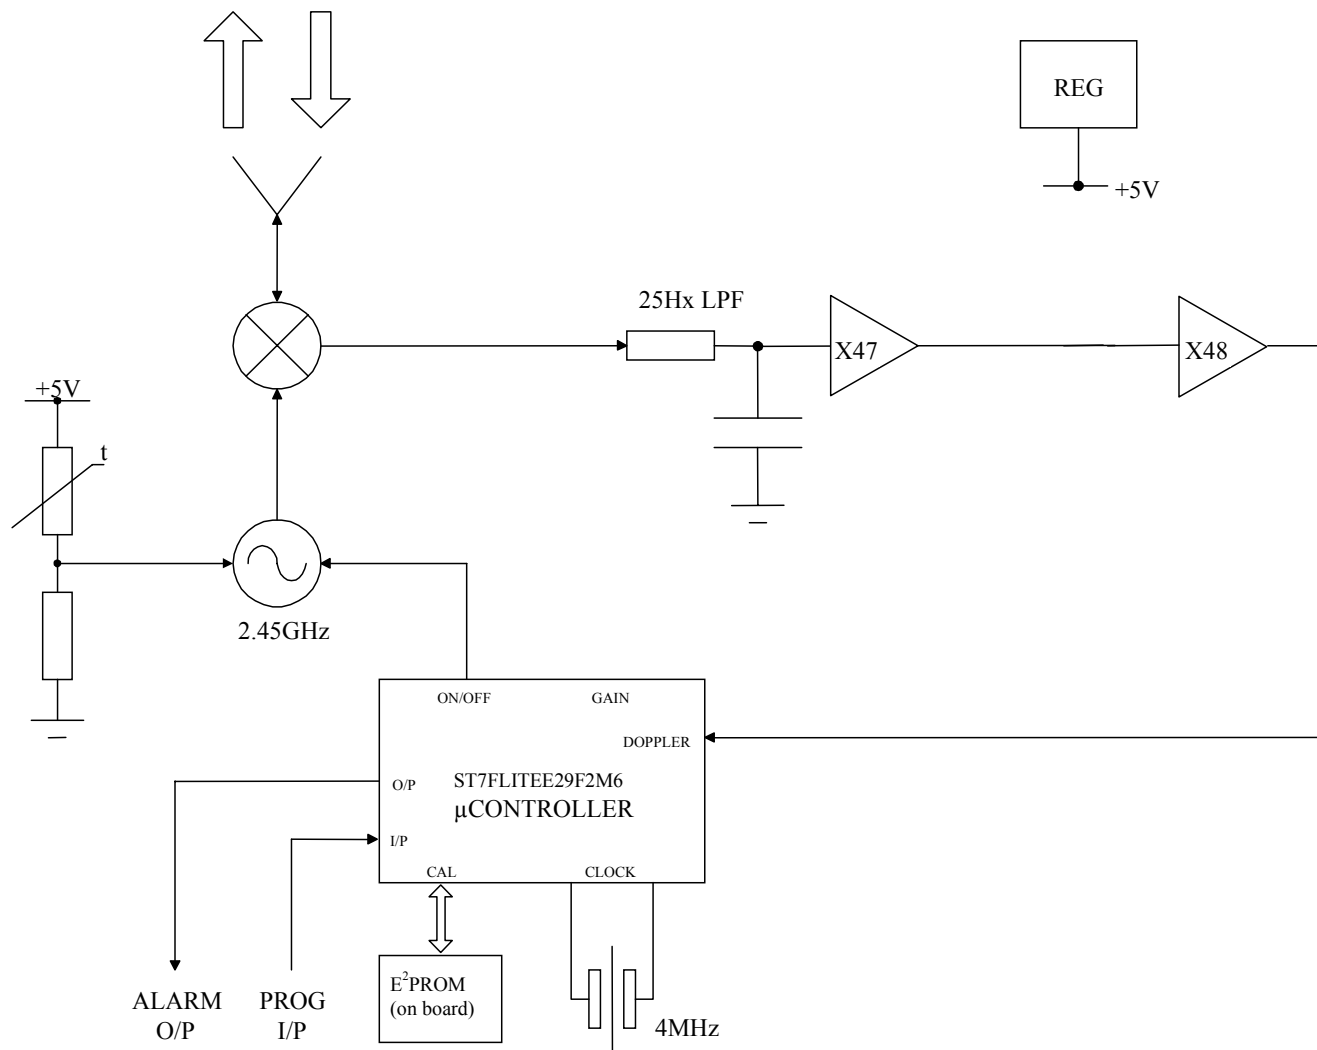 REG
+5V
25Hx LPF
X47
X48
+5V
t
2.45GHz
ON/OFF
GAIN
DOPPLER
O/P
ST7FLITEE29F2M6
µCONTROLLER
I/P
CAL
CLOCK
E²PROM
(on board)
ALARM
O/P
PROG
I/P
4MHz